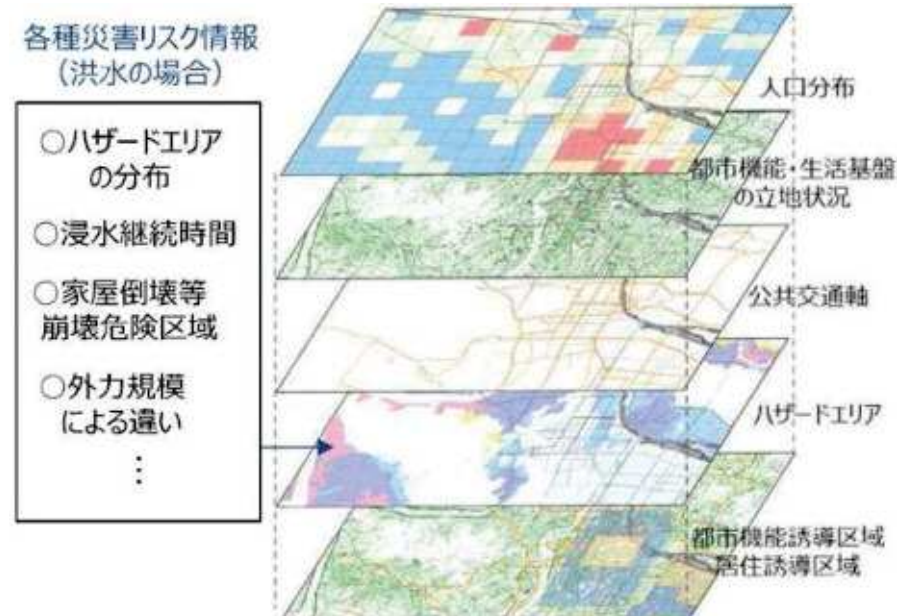 各種災害リスク情報
（洪水の場合）
○ハザードエリア
の分布
○浸水継続時間
○家屋倒壊等
崩壊危険区域
○外力規模
による違い
⋮
人口分布
都市機能・生活基盤
の立地状況
公共交通軸
ハザードエリア
都市機能誘導区域
居住誘導区域